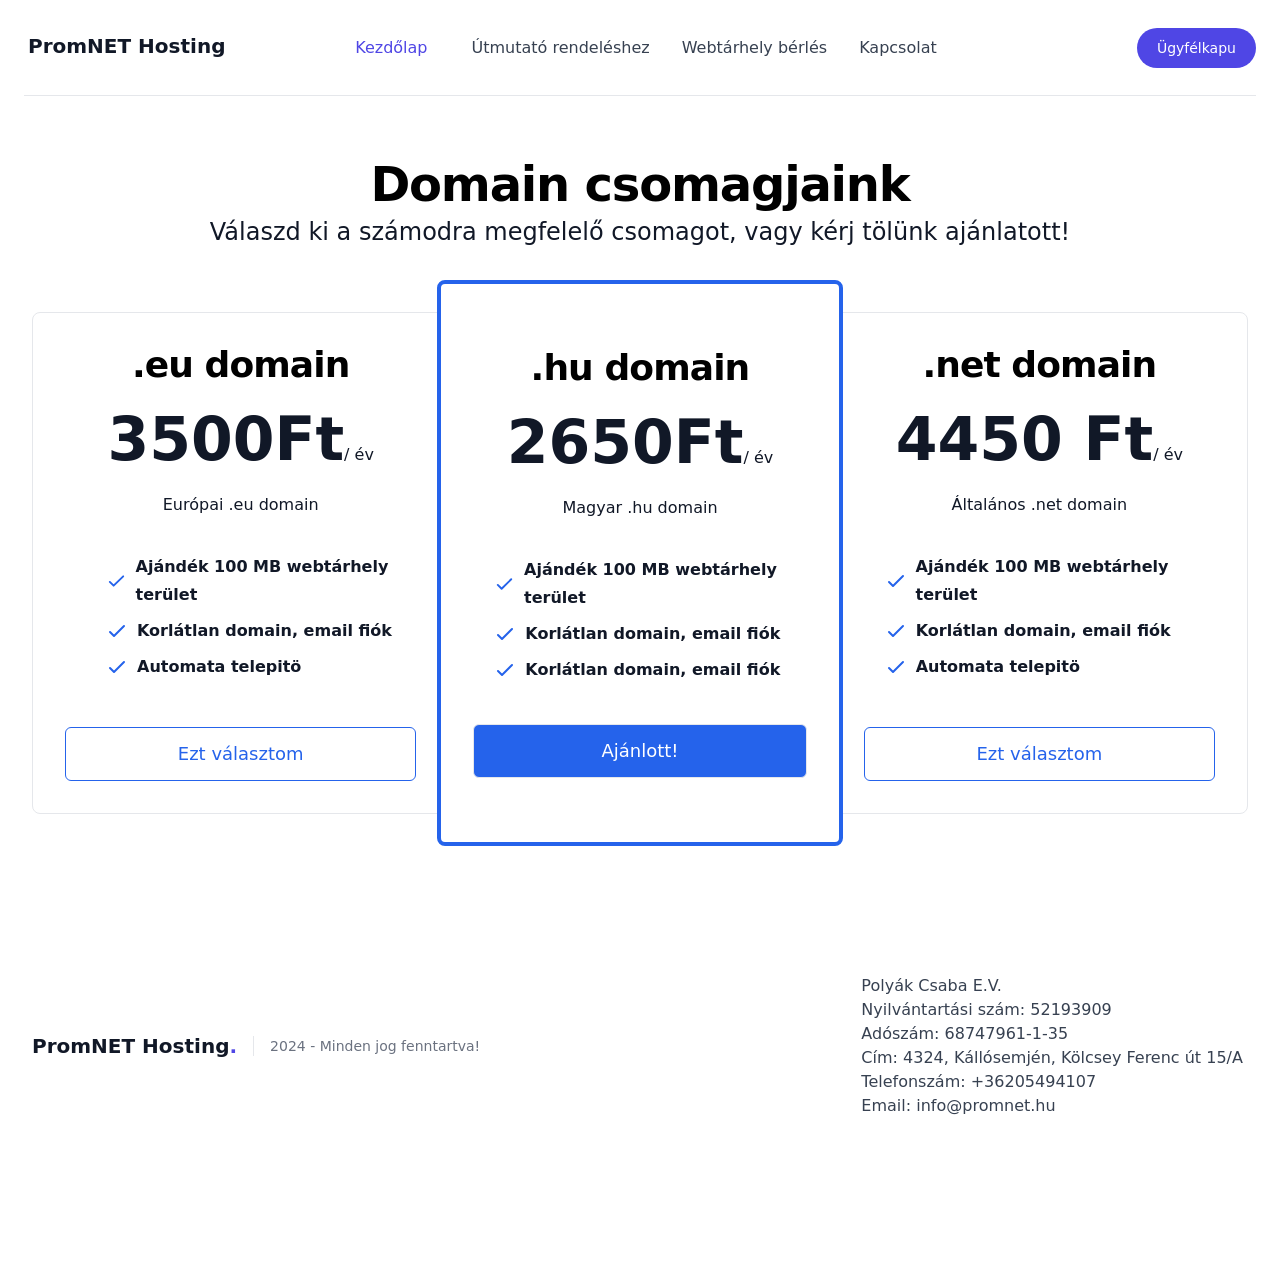 PromNET Hosting
Kezdőlap
Útmutató rendeléshez
Webtárhely bérlés
Kapcsolat
Ügyfélkapu
Domain csomagjaink
Válaszd ki a számodra megfelelő csomagot, vagy kérj tölünk ajánlatott!
.eu domain
3500Ft/ év
Európai .eu domain
Ajándék 100 MB webtárhely
terület
Korlátlan domain, email fiók
Automata telepitö
Ezt választom
.hu domain
2650Ft/ év
Magyar .hu domain
Ajándék 100 MB webtárhely
terület
Korlátlan domain, email fiók
Korlátlan domain, email fiók
Ajánlott!
.net domain
4450 Ft/ év
Általános .net domain
Ajándék 100 MB webtárhely
terület
Korlátlan domain, email fiók
Automata telepitö
Ezt választom
PromNET Hosting.
2024 - Minden jog fenntartva!
Polyák Csaba E.V.
Nyilvántartási szám: 52193909
Adószám: 68747961-1-35
Cím: 4324, Kállósemjén, Kölcsey Ferenc út 15/A
Telefonszám: +36205494107
Email: info@promnet.hu